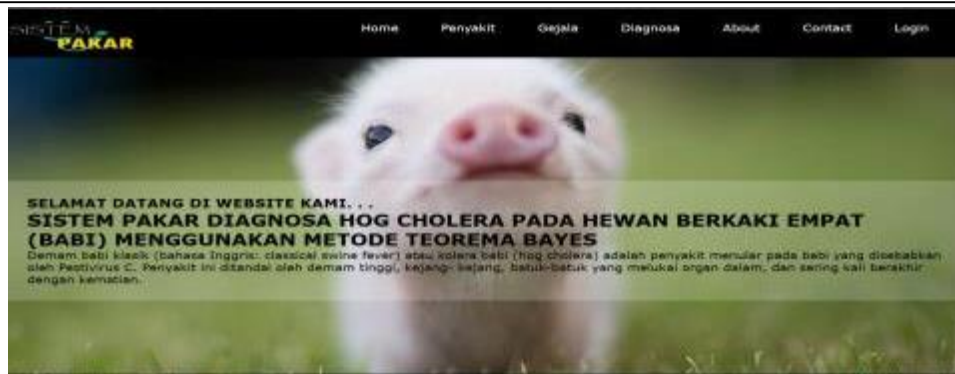 SISTEM
PAKAR
Home Penyakit Gejala Diagnosa About Contact Login
SELAMAT DATANG DI WEBSITE KAMI. . .
SISTEM PAKAR DIAGNOSA HOG CHOLERA PADA HEWAN BERKAKI EMPAT
(BABI) MENGGUNAKAN METODE TEOREMA BAYES
Demam babi klasik (bahasa Inggris: classical swine fever) atau kolera babi (hog cholera) adalah penyakit menular pada babi yang disebabkan
oleh Pestivirus C. Penyakit ini ditandai oleh demam tinggi, kejang- kejang, batuk-batuk yang melukai organ dalam, dan sering kali berakhir
dengan kematian.